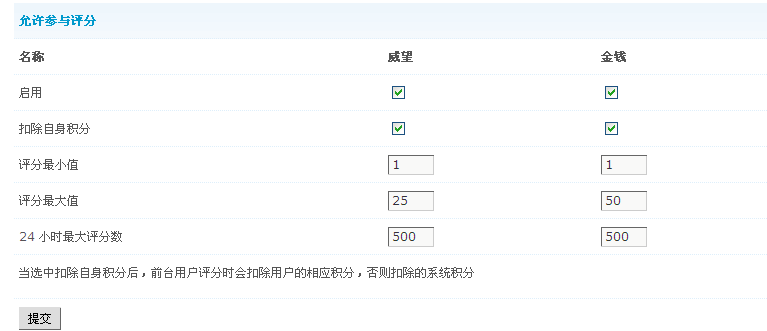 允许参与评分
名称 威望 金钱
启用
扣除自身积分
评分最小值 1 1
评分最大值 25 50
24 小时最大评分数 500 500
当选中扣除自身积分后，前台用户评分时会扣除用户的相应积分，否则扣除的系统积分
提交